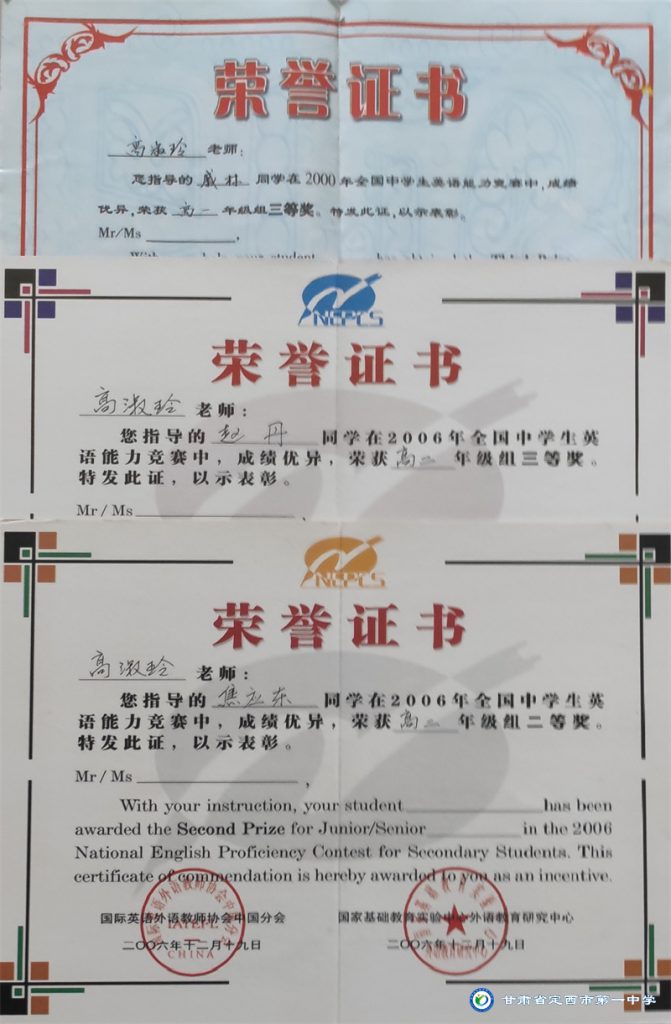 荣誉证书
高淑玲 老师:
您指导的 戚林 同学在2000年全国中学生英语能力竞赛中,成绩
优异,荣获 高一 年级组三等奖。特发此证,以示表彰。
Mr/Ms ,
NEPCS
荣誉证书
高淑玲 老师:
您指导的 赵丹 同学在2006年全国中学生英
语能力竞赛中,成绩优异,荣获 高二 年级组三等奖。
特发此证,以示表彰。
Mr/Ms ,
NEPCS
荣誉证书
高淑玲 老师:
您指导的 焦 东 同学在2006年全国中学生英
语能力竞赛中,成绩优异,荣获 高二 年级组二等奖。
特发此证,以示表彰。
Mr/Ms ,
With your instruction, your student has been
awarded the Second Prize for Junior/Senior in the 2006
National English Proficiency Contest for Secondary Students. This
certificate of commendation is hereby awarded to you as an incentive.
国际英语外语教师协会中国分会 国家基础教育实验中心外语教育研究中心
IATEFL
二〇〇六年十二月十九日 二〇〇六年十二月十九日
CHINA
甘肃省定西市第一中学